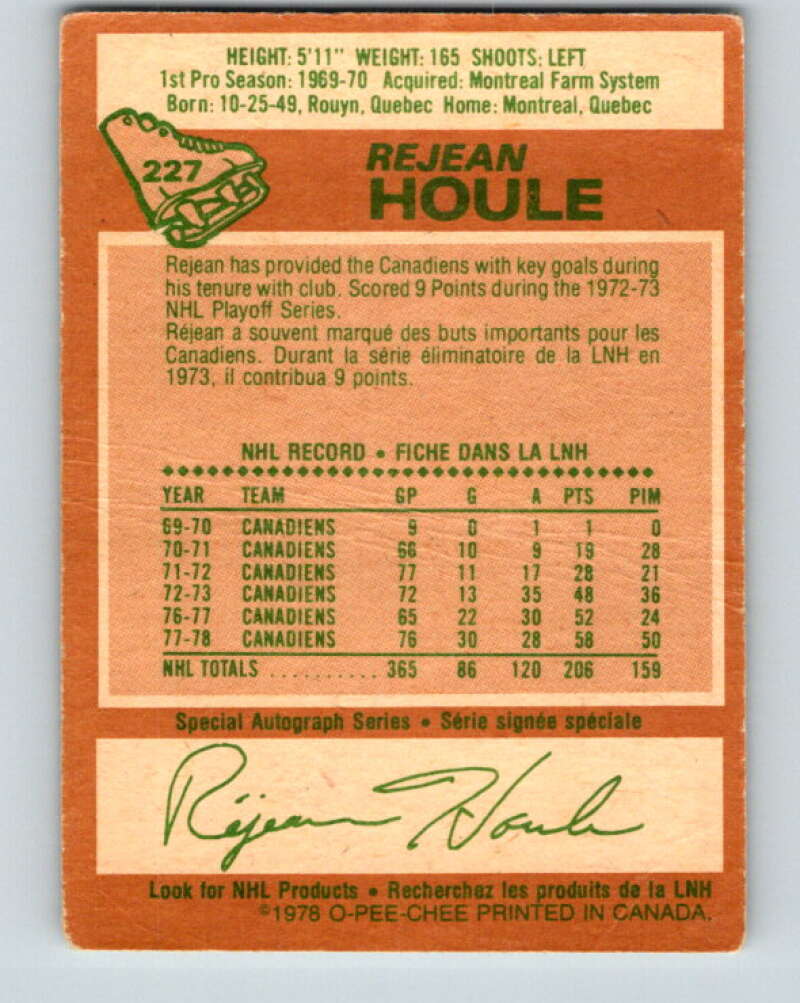 HEIGHT: 5'11" WEIGHT: 165 SHOOTS: LEFT
1st Pro Season: 1969-70 Acquired: Montreal Farm System
Born: 10-25-49, Rouyn, Quebec Home: Montreal, Quebec
227
REJEAN
HOULE
Rejean has provided the Canadiens with key goals during
his tenure with club. Scored 9 Points during the 1972-73
NHL Playoff Series.
Réjean a souvent marqué des buts importants pour les
Canadiens. Durant la série éliminatoire de la LNH en
1973, il contribua 9 points.
NHL RECORD • FICHE DANS LA LNH
YEAR TEAM GP G A PTS PIM
69-70 CANADIENS 9 0 1 1 0
70-71 CANADIENS 66 10 9 19 28
71-72 CANADIENS 77 11 17 28 21
72-73 CANADIENS 72 13 35 48 36
76-77 CANADIENS 65 22 30 52 24
77-78 CANADIENS 76 30 28 58 50
NHL TOTALS .......... 365 86 120 206 159
Special Autograph Series • Série signée spéciale
Réjean Houle
Look for NHL Products • Recherchez les produits de la LNH
©1978 O-PEE-CHEE PRINTED IN CANADA.